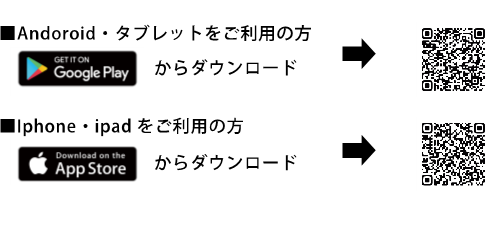 ■Andoroid・タブレットをご利用の方
GET IT ON
Google Play
からダウンロード
■Iphone・ipadをご利用の方
Download on the
App Store
からダウンロード